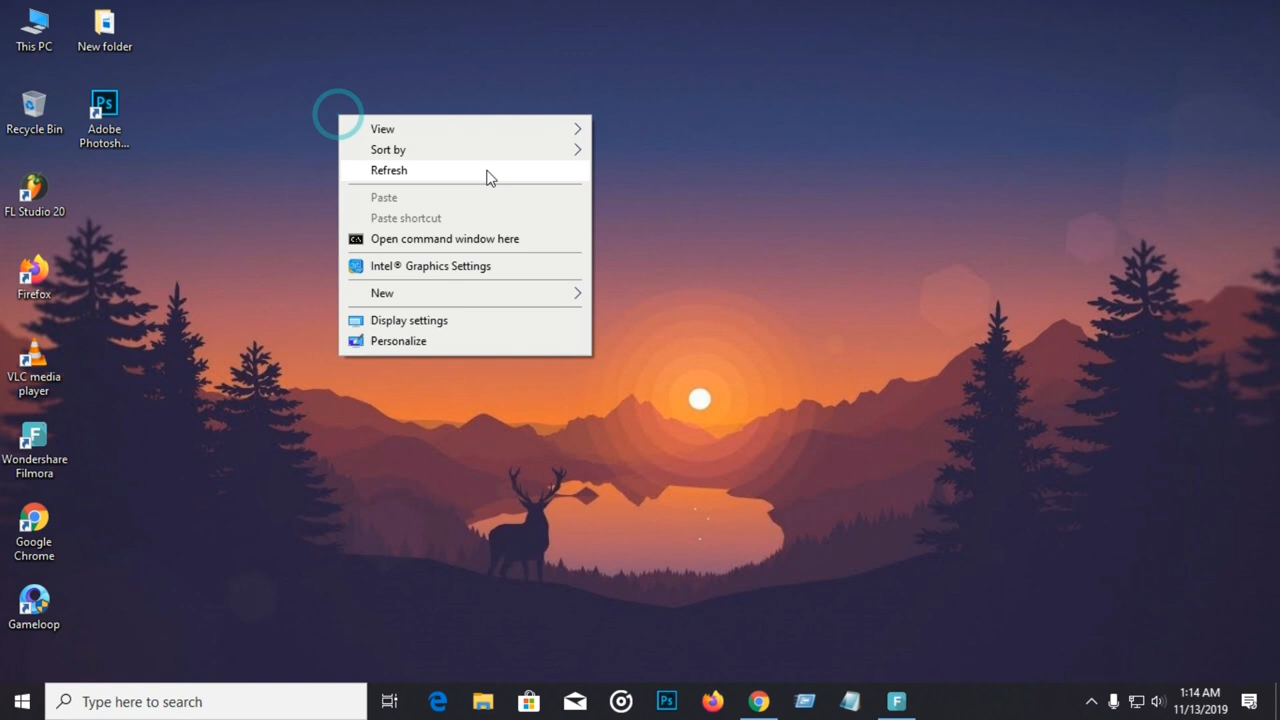 This PC
New folder
Recycle Bin
Ps
Adobe
Photosh...
FL Studio 20
Firefox
VLC media
player
F
Wondershare
Filmora
Google
Chrome
Gameloop
View
Sort by
Refresh
Paste
Paste shortcut
C:\
Open command window here
Intel® Graphics Settings
New
Display settings
Personalize
Type here to search
Ps
F
1:14 AM
11/13/2019